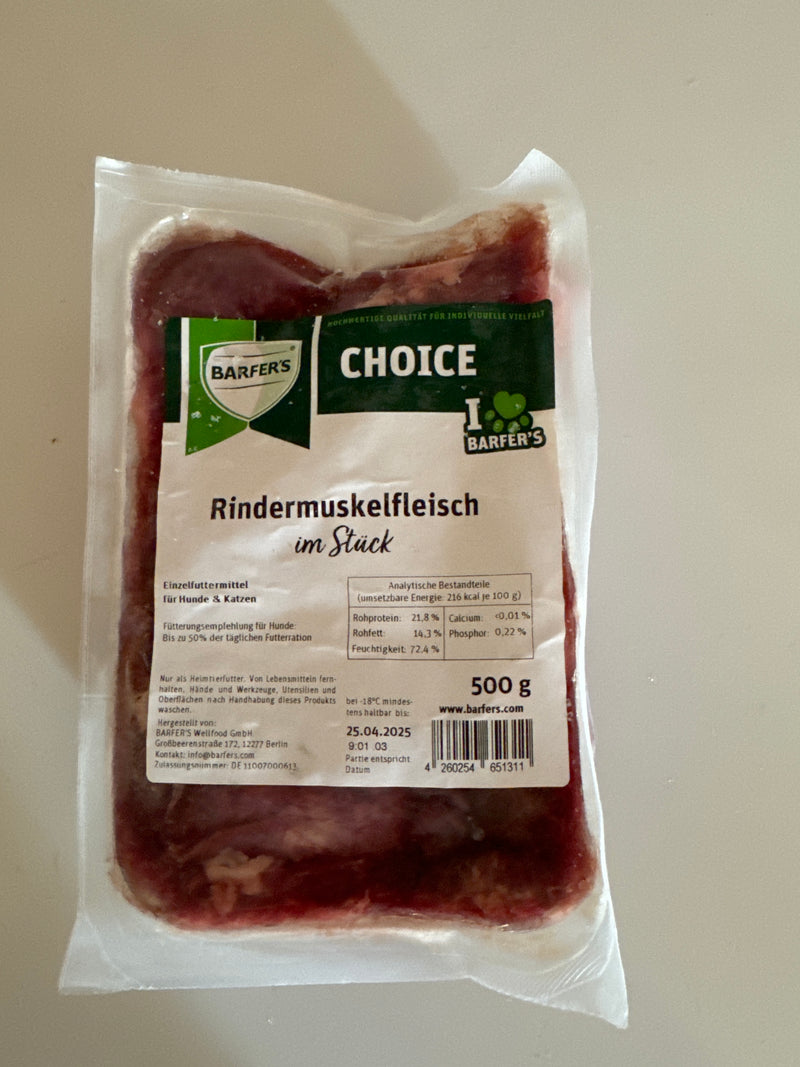 HOCHWERTIGE QUALITÄT FÜR INDIVIDUELLE VIELFALT
BARFER'S
CHOICE
I
BARFER'S
Rindermuskelfleisch
im Stück
Einzelfuttermittel
für Hunde & Katzen
Fütterungsempfehlung für Hunde:
Bis zu 50% der täglichen Futterration
Analytische Bestandteile
(umsetzbare Energie: 216 kcal je 100 g)
Rohprotein: 21,8 % Calcium: <0,01 %
Rohfett: 14,3 % Phosphor: 0,22 %
Feuchtigkeit: 72,4 %
Nur als Heimtierfutter. Von Lebensmitteln fern-
halten. Hände und Werkzeuge, Utensilien und
Oberflächen nach Handhabung dieses Produkts
waschen.
Hergestellt von:
BARFER'S Wellfood GmbH
Großbeerenstraße 172, 12277 Berlin
Kontakt: info@barfers.com
Zulassungsnummer: DE 11007000613
bei -18°C mindes-
tens haltbar bis:
25.04.2025
9:01 03
Partie entspricht
Datum
500 g
www.barfers.com
4 260254 651311